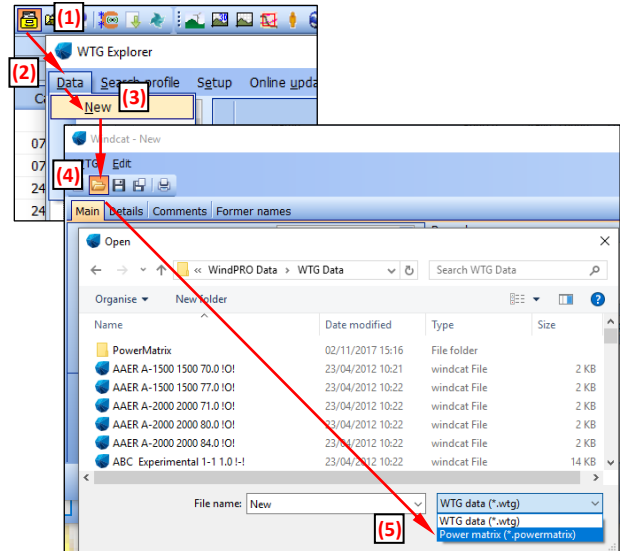 (1)
WTG Explorer
(2)
Data Search profile Setup Online upda
New (3)
07
07
24
24
Windcat - New
(4)
Edit
Main Details Comments Former names
Open
« WindPRO Data › WTG Data
Search WTG Data
Organise New folder
Name Date modified Type Size
PowerMatrix 02/11/2017 15:16 File folder
AAER A-1500 1500 70.0 !O! 23/04/2012 10:21 windcat File 2 KB
AAER A-1500 1500 77.0 !O! 23/04/2012 10:22 windcat File 2 KB
AAER A-2000 2000 71.0 !O! 23/04/2012 10:22 windcat File 2 KB
AAER A-2000 2000 80.0 !O! 23/04/2012 10:22 windcat File 2 KB
AAER A-2000 2000 84.0 !O! 23/04/2012 10:22 windcat File 2 KB
ABC Experimental 1-1 1.0 !-! 23/04/2012 10:22 windcat File 14 KB
File name: New WTG data (*.wtg)
WTG data (*.wtg)
(5) Power matrix (*.powermatrix)